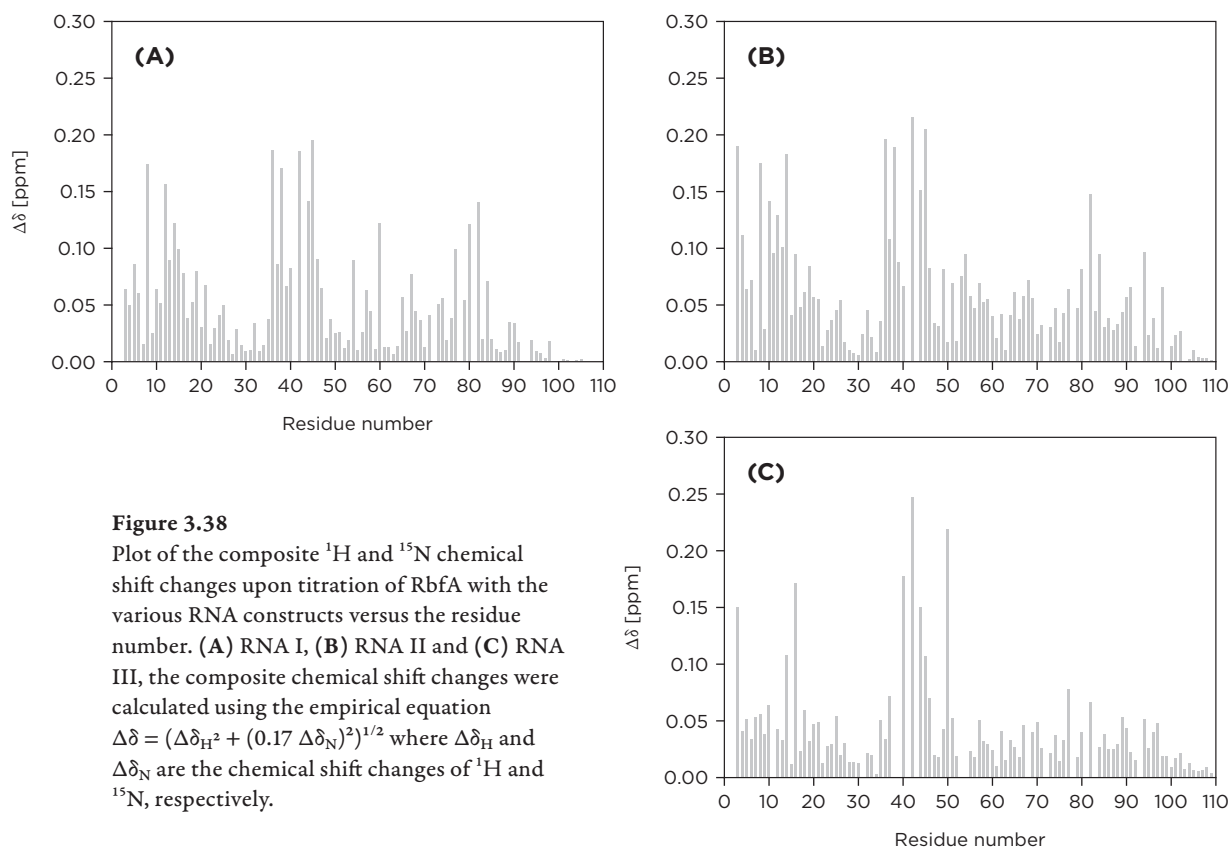 (A)
0.30
0.25
0.20
0.15
0.10
0.05
0.00
Δδ [ppm]
0 10 20 30 40 50 60 70 80 90 100 110
Residue number
(B)
0.30
0.25
0.20
0.15
0.10
0.05
0.00
0 10 20 30 40 50 60 70 80 90 100 110
(C)
0.30
0.25
0.20
0.15
0.10
0.05
0.00
Δδ [ppm]
0 10 20 30 40 50 60 70 80 90 100 110
Residue number
Figure 3.38
Plot of the composite ¹H and ¹⁵N chemical
shift changes upon titration of RbfA with the
various RNA constructs versus the residue
number. (A) RNA I, (B) RNA II and (C) RNA
III, the composite chemical shift changes were
calculated using the empirical equation
Δδ = (Δδ_H² + (0.17 Δδ_N)²)¹/² where Δδ_H and
Δδ_N are the chemical shift changes of ¹H and
¹⁵N, respectively.